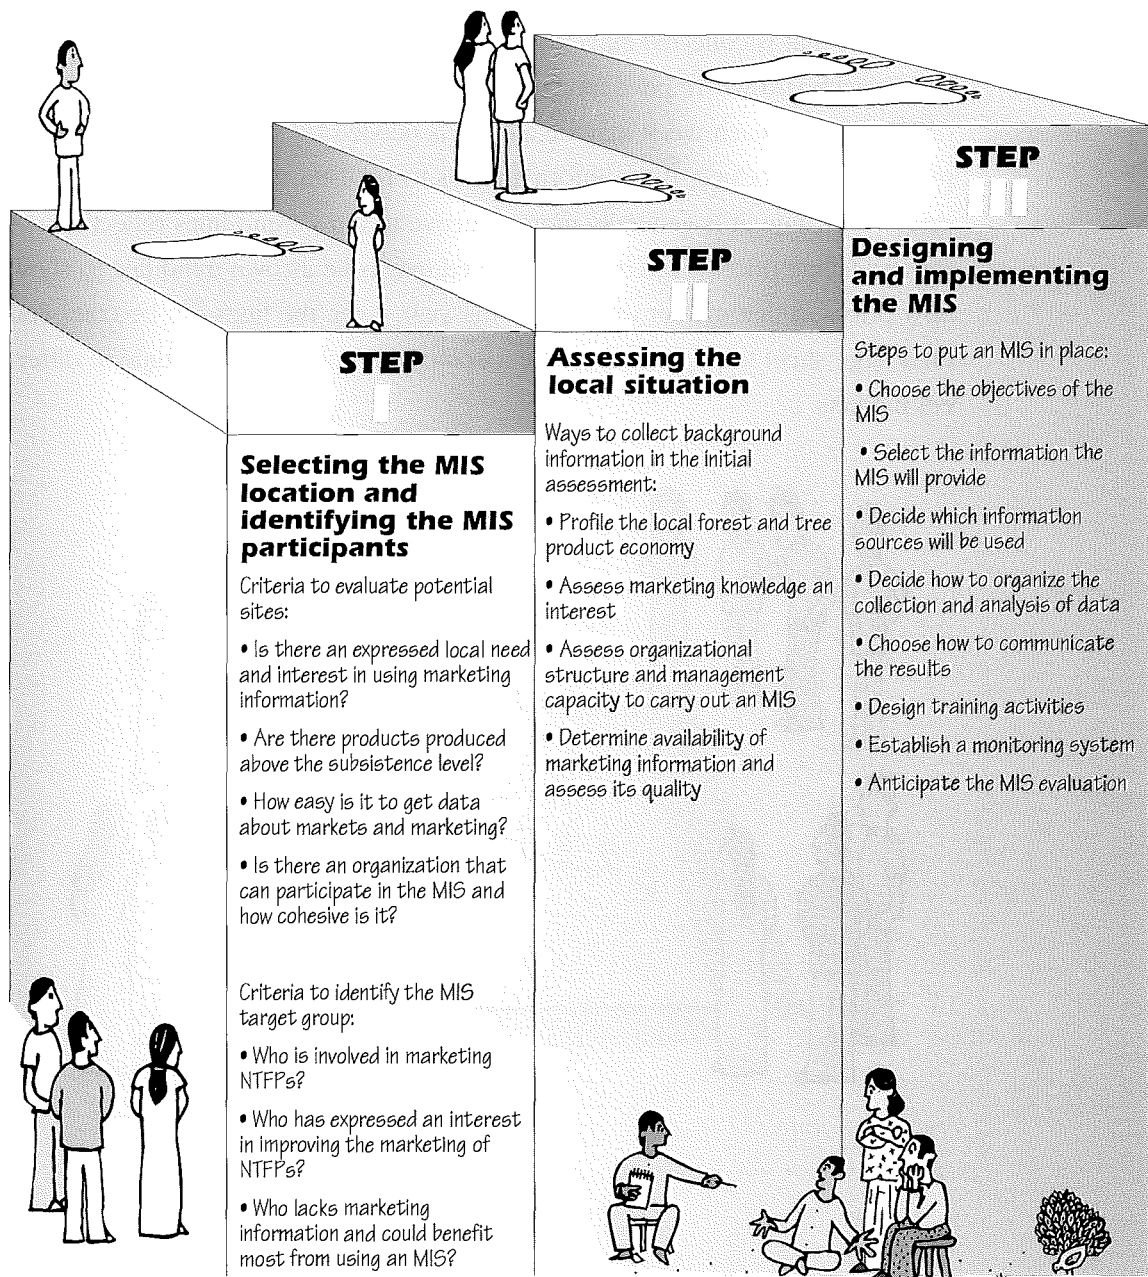 STEP
I
Selecting the MIS
location and
identifying the MIS
participants
Criteria to evaluate potential
sites:
• Is there an expressed local need
and interest in using marketing
information?
• Are there products produced
above the subsistence level?
• How easy is it to get data
about markets and marketing?
• Is there an organization that
can participate in the MIS and
how cohesive is it?
Criteria to identify the MIS
target group:
• Who is involved in marketing
NTFPs?
• Who has expressed an interest
in improving the marketing of
NTFPs?
• Who lacks marketing
information and could benefit
most from using an MIS?
STEP
II
Assessing the
local situation
Ways to collect background
information in the initial
assessment:
• Profile the local forest and tree
product economy
• Assess marketing knowledge an
interest
• Assess organizational
structure and management
capacity to carry out an MIS
• Determine availability of
marketing information and
assess its quality
STEP
III
Designing
and implementing
the MIS
Steps to put an MIS in place:
• Choose the objectives of the
MIS
• Select the information the
MIS will provide
• Decide which information
sources will be used
• Decide how to organize the
collection and analysis of data
• Choose how to communicate
the results
• Design training activities
• Establish a monitoring system
• Anticipate the MIS evaluation